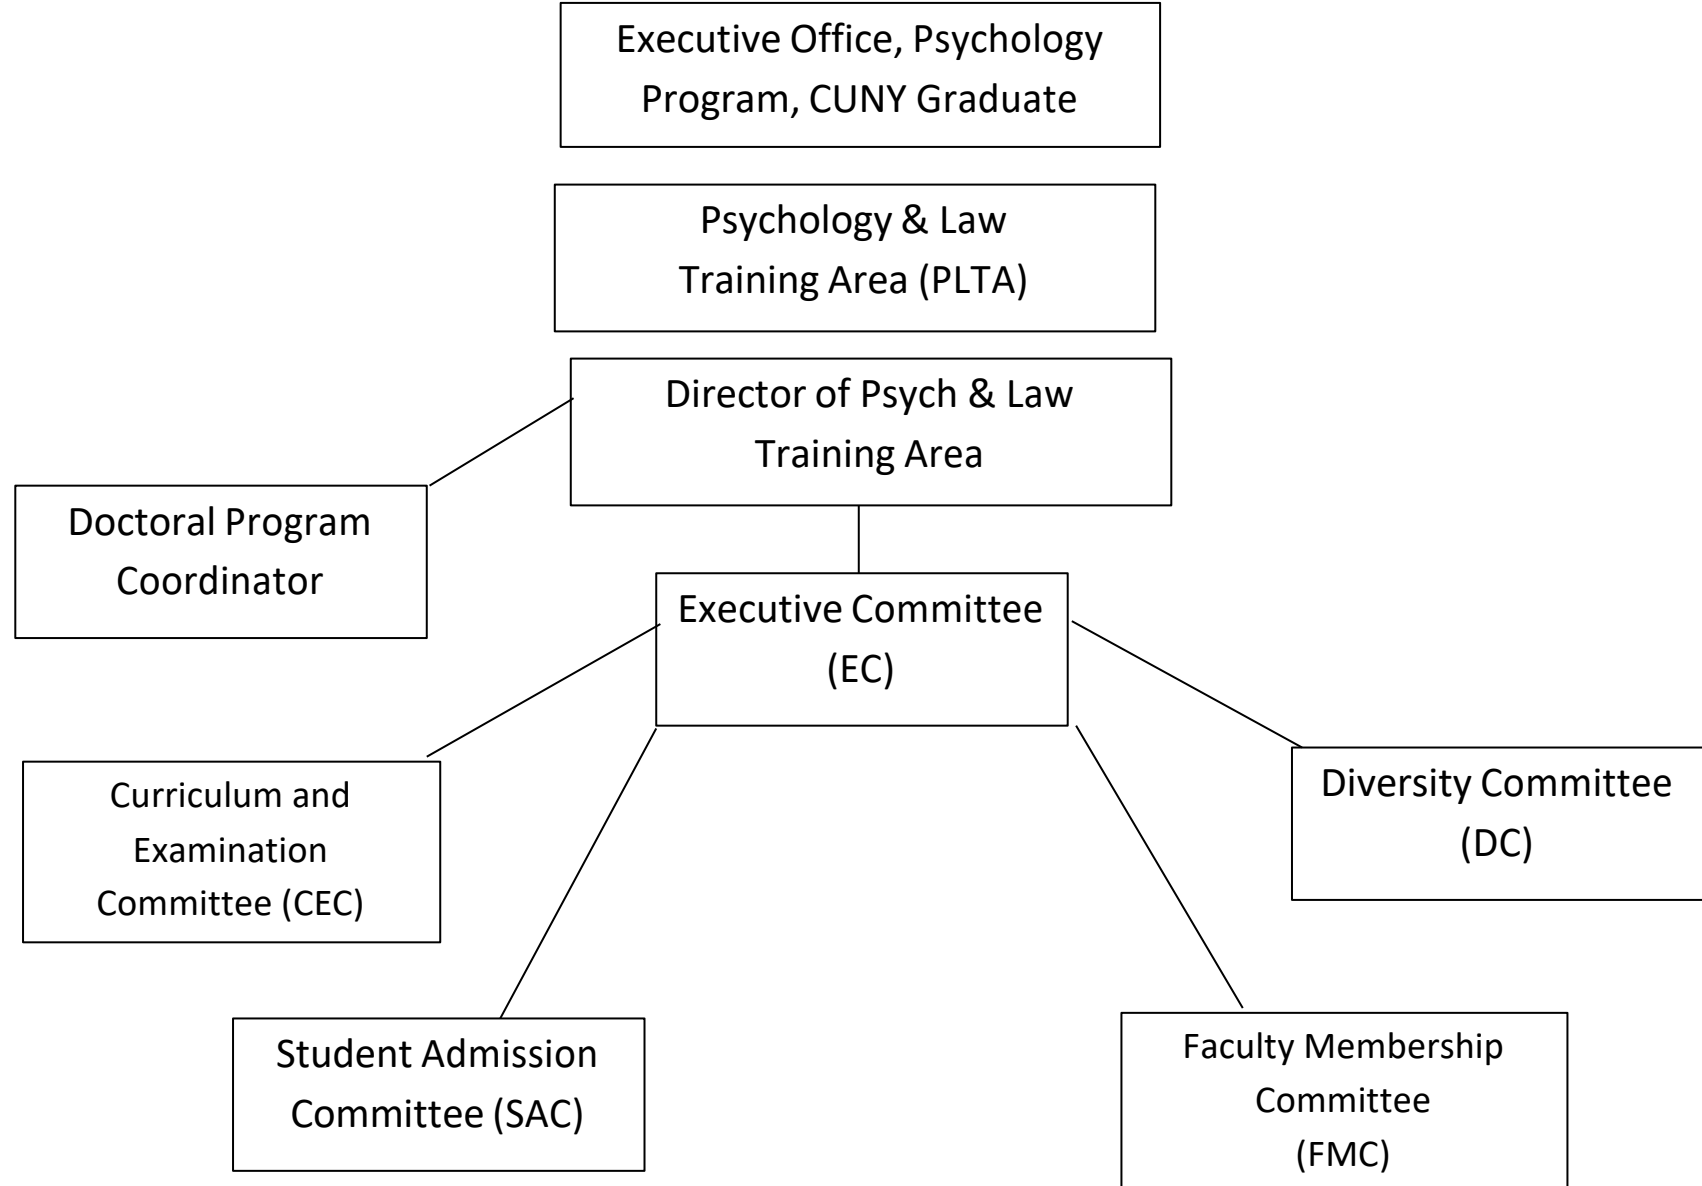 Executive Office, Psychology
Program, CUNY Graduate
Psychology & Law
Training Area (PLTA)
Director of Psych & Law
Training Area
Doctoral Program
Coordinator
Executive Committee
(EC)
Curriculum and
Examination
Committee (CEC)
Diversity Committee
(DC)
Student Admission
Committee (SAC)
Faculty Membership
Committee
(FMC)